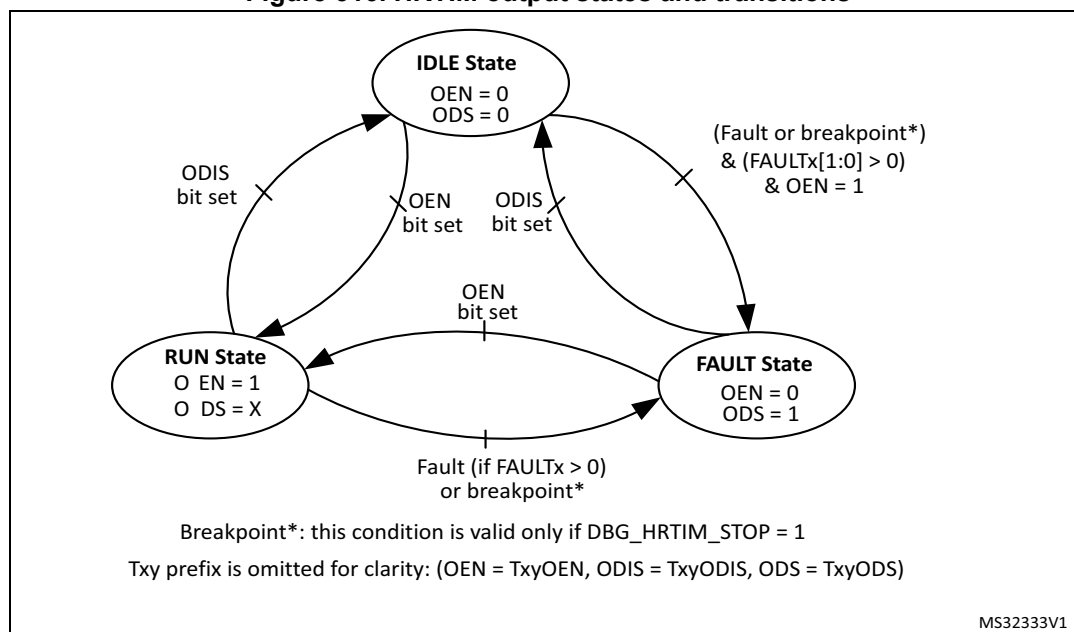 IDLE State
OEN = 0
ODS = 0
(Fault or breakpoint*)
& (FAULTx[1:0] > 0)
& OEN = 1
ODIS
bit set
OEN
bit set
ODIS
bit set
OEN
bit set
RUN State
O EN = 1
O DS = X
FAULT State
OEN = 0
ODS = 1
Fault (if FAULTx > 0)
or breakpoint*
Breakpoint*: this condition is valid only if DBG_HRTIM_STOP = 1
Txy prefix is omitted for clarity: (OEN = TxyOEN, ODIS = TxyODIS, ODS = TxyODS)
MS32333V1